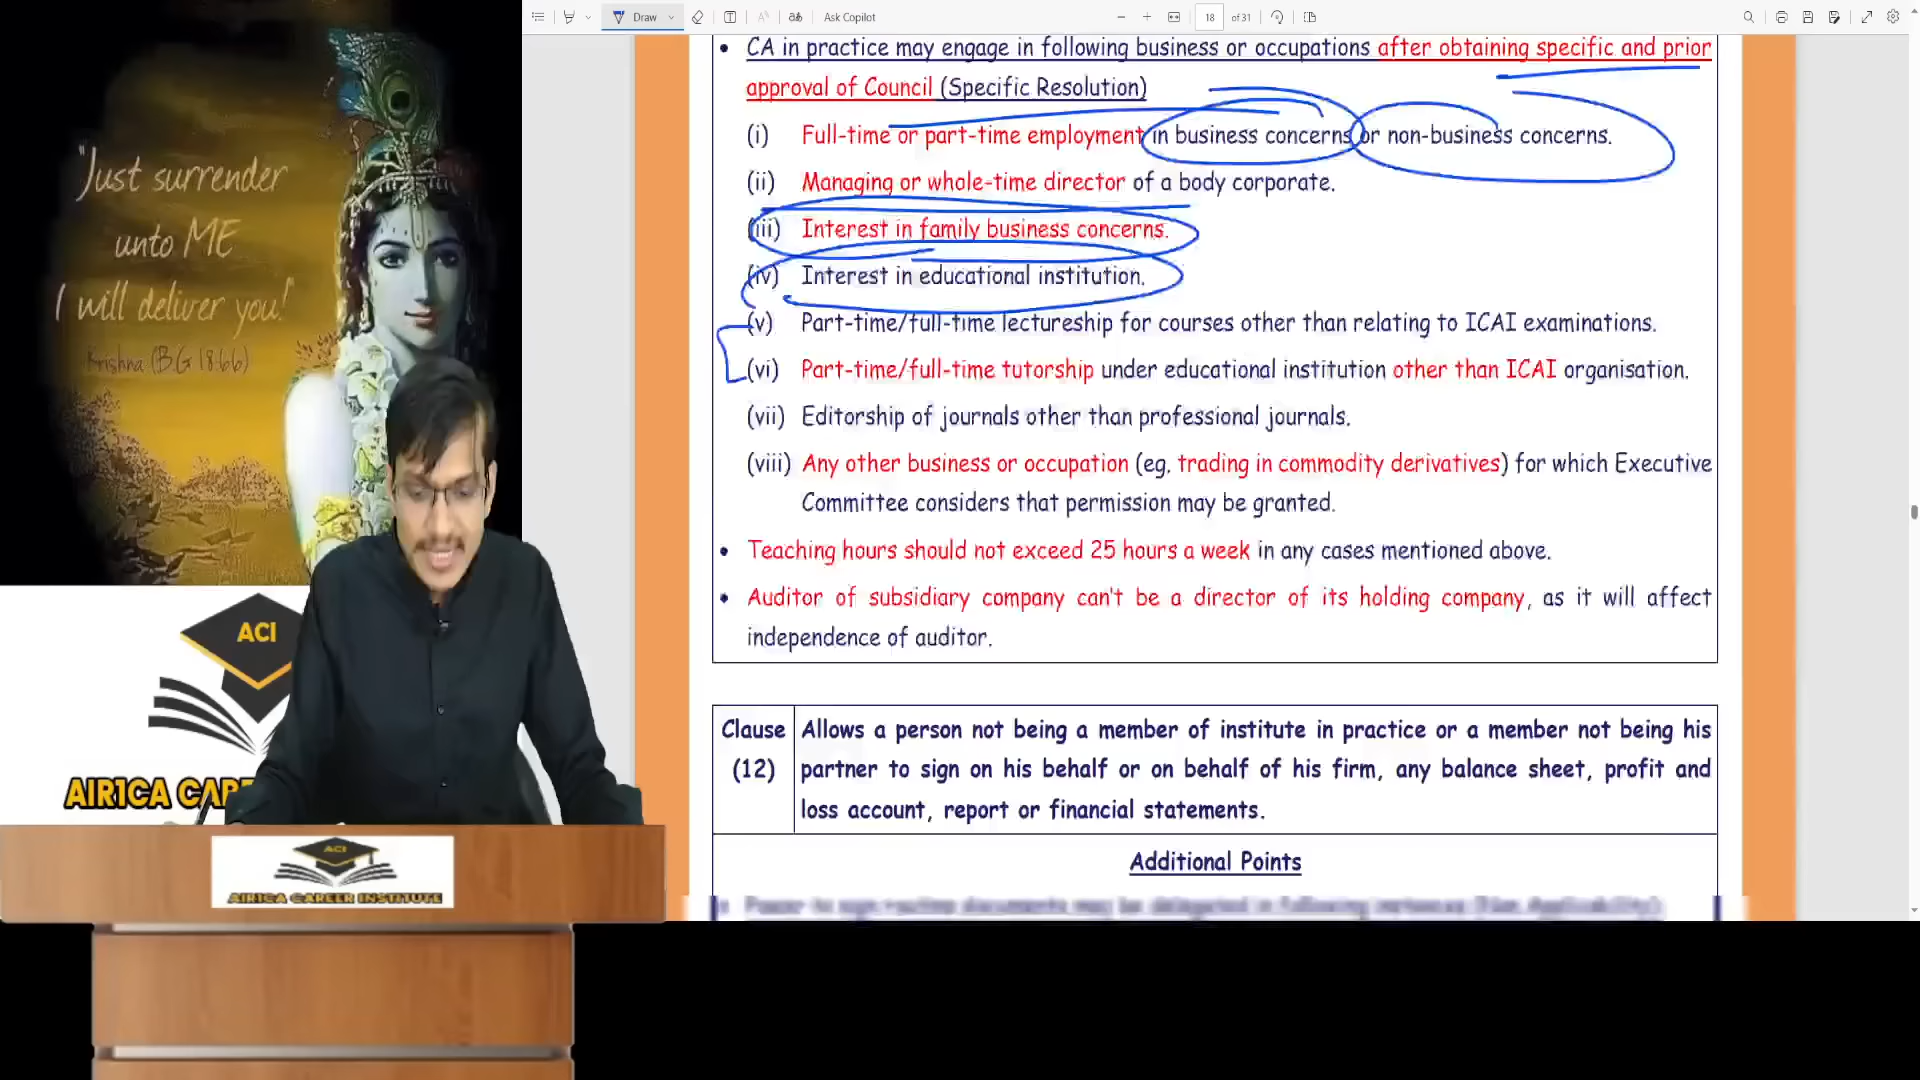 "Just surrender
unto ME
I will deliver you!"
Krishna (B.G 18:66)
ACI
AIR1CA CAR
ACI
AIR1CA CAREER INSTITUTE
Draw
Ask Copilot
18
of 31
• CA in practice may engage in following business or occupations after obtaining specific and prior
approval of Council (Specific Resolution)
(i) Full-time or part-time employment in business concerns or non-business concerns.
(ii) Managing or whole-time director of a body corporate.
(iii) Interest in family business concerns.
(iv) Interest in educational institution.
(v) Part-time/full-time lectureship for courses other than relating to ICAI examinations.
(vi) Part-time/full-time tutorship under educational institution other than ICAI organisation.
(vii) Editorship of journals other than professional journals.
(viii) Any other business or occupation (eg. trading in commodity derivatives) for which Executive
Committee considers that permission may be granted.
• Teaching hours should not exceed 25 hours a week in any cases mentioned above.
• Auditor of subsidiary company can't be a director of its holding company, as it will affect
independence of auditor.
Clause
(12)
Allows a person not being a member of institute in practice or a member not being his
partner to sign on his behalf or on behalf of his firm, any balance sheet, profit and
loss account, report or financial statements.
Additional Points